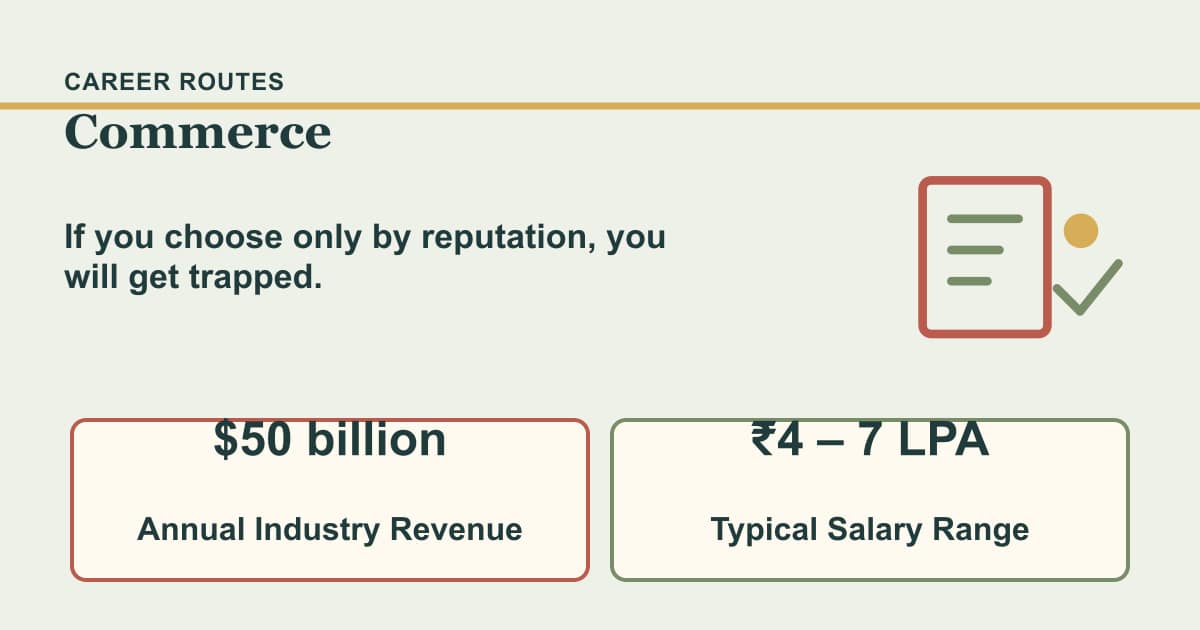 CAREER ROUTES
Commerce
If you choose only by reputation, you
will get trapped.
$50 billion
Annual Industry Revenue
₹4 – 7 LPA
Typical Salary Range